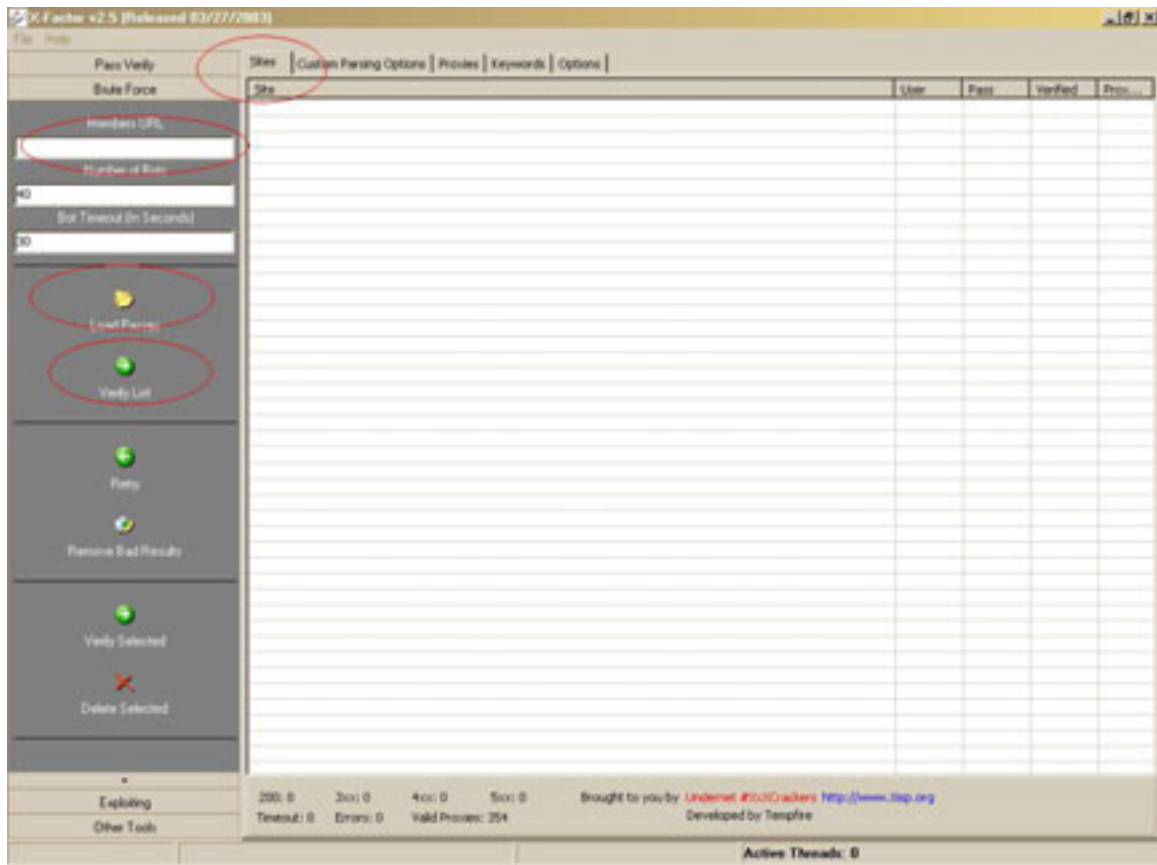 X-Factor v2.5 (Released 03/27/2003)
File Help
Pass Verify
Brute Force
Members URL
Number of Bots
40
Bot Timeout (In Seconds)
30
Load Passes
Verify List
Retry
Remove Bad Results
Verify Selected
Delete Selected
Exploiting
Other Tools
Sites Custom Parsing Options Proxies Keywords Options
Site User Pass Verified Prox...
200: 0 3xx: 0 4xx: 0 5xx: 0 Brought to you by Undernet
Timeout: 0 Errors: 0 Valid Proxies: 254 Developed by Tempfire
Active Threads: 0